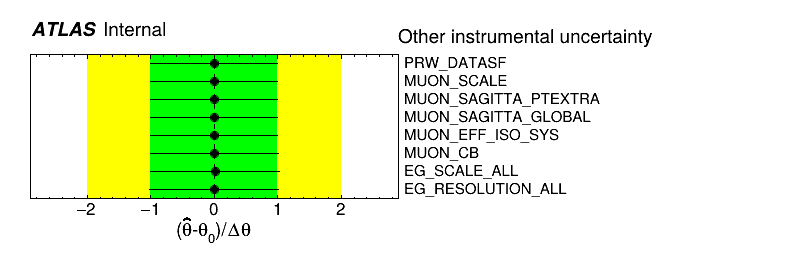 ATLAS Internal
Other instrumental uncertainty
PRW_DATASF
MUON_SCALE
MUON_SAGITTA_PTEXTRA
MUON_SAGITTA_GLOBAL
MUON_EFF_ISO_SYS
MUON_CB
EG_SCALE_ALL
EG_RESOLUTION_ALL
−2 −1 0 1 2
(θ̂-θ₀)/Δθ